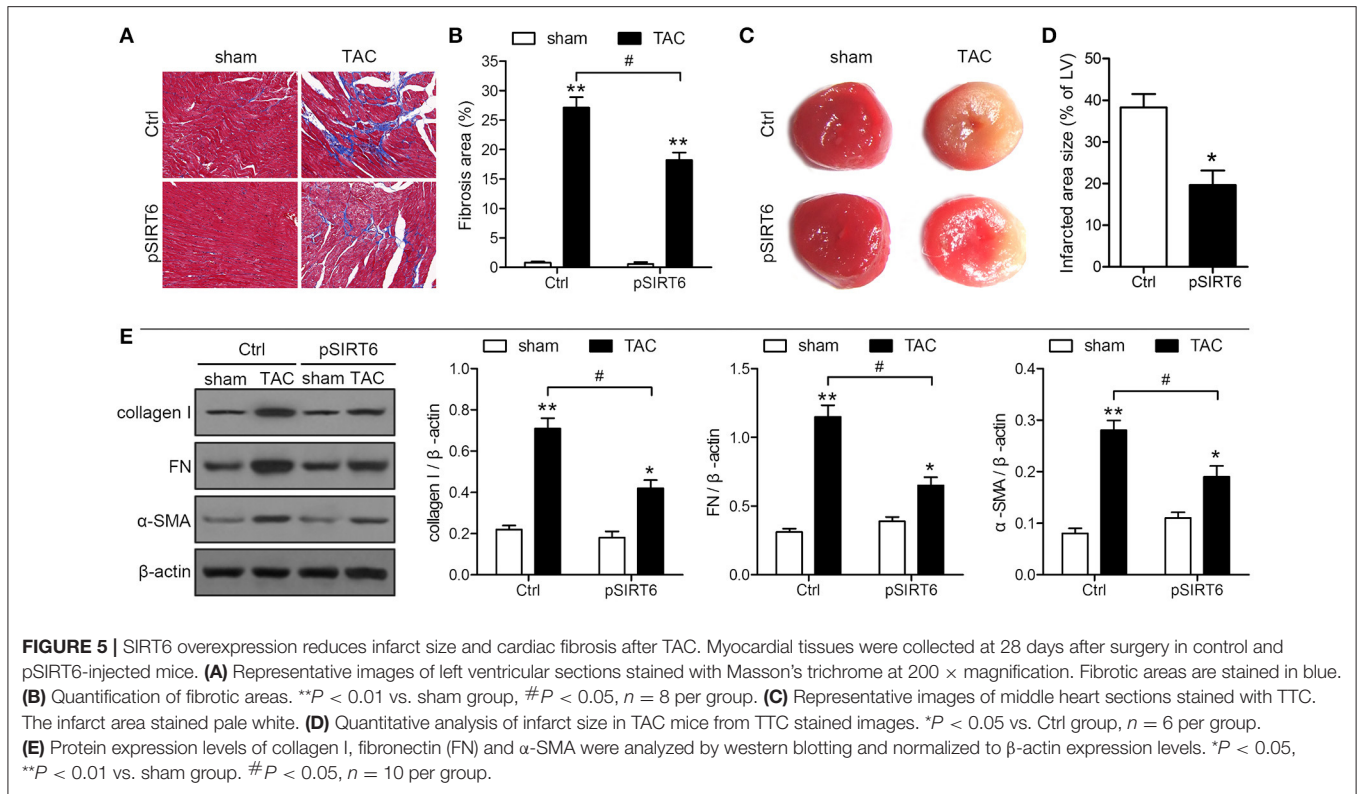 A
sham
TAC
Ctrl
pSIRT6
B
sham TAC
Fibrosis area (%)
35
30
25
20
15
10
5
0
**
#
**
Ctrl pSIRT6
C
sham
TAC
Ctrl
pSIRT6
D
Infarcted area size (% of LV)
60
40
20
0
*
Ctrl pSIRT6
E
Ctrl pSIRT6
sham TAC sham TAC
collagen I
FN
α-SMA
β-actin
sham TAC
collagen I / β -actin
1.0
0.8
0.6
0.4
0.2
0.0
**
#
*
Ctrl pSIRT6
sham TAC
FN / β -actin
1.5
1.0
0.5
0.0
**
#
*
Ctrl pSIRT6
sham TAC
α -SMA / β -actin
0.4
0.3
0.2
0.1
0.0
**
#
*
Ctrl pSIRT6
FIGURE 5 | SIRT6 overexpression reduces infarct size and cardiac fibrosis after TAC. Myocardial tissues were collected at 28 days after surgery in control and
pSIRT6-injected mice. (A) Representative images of left ventricular sections stained with Masson's trichrome at 200 × magnification. Fibrotic areas are stained in blue.
(B) Quantification of fibrotic areas. **P < 0.01 vs. sham group, #P < 0.05, n = 8 per group. (C) Representative images of middle heart sections stained with TTC.
The infarct area stained pale white. (D) Quantitative analysis of infarct size in TAC mice from TTC stained images. *P < 0.05 vs. Ctrl group, n = 6 per group.
(E) Protein expression levels of collagen I, fibronectin (FN) and α-SMA were analyzed by western blotting and normalized to β-actin expression levels. *P < 0.05,
**P < 0.01 vs. sham group. #P < 0.05, n = 10 per group.